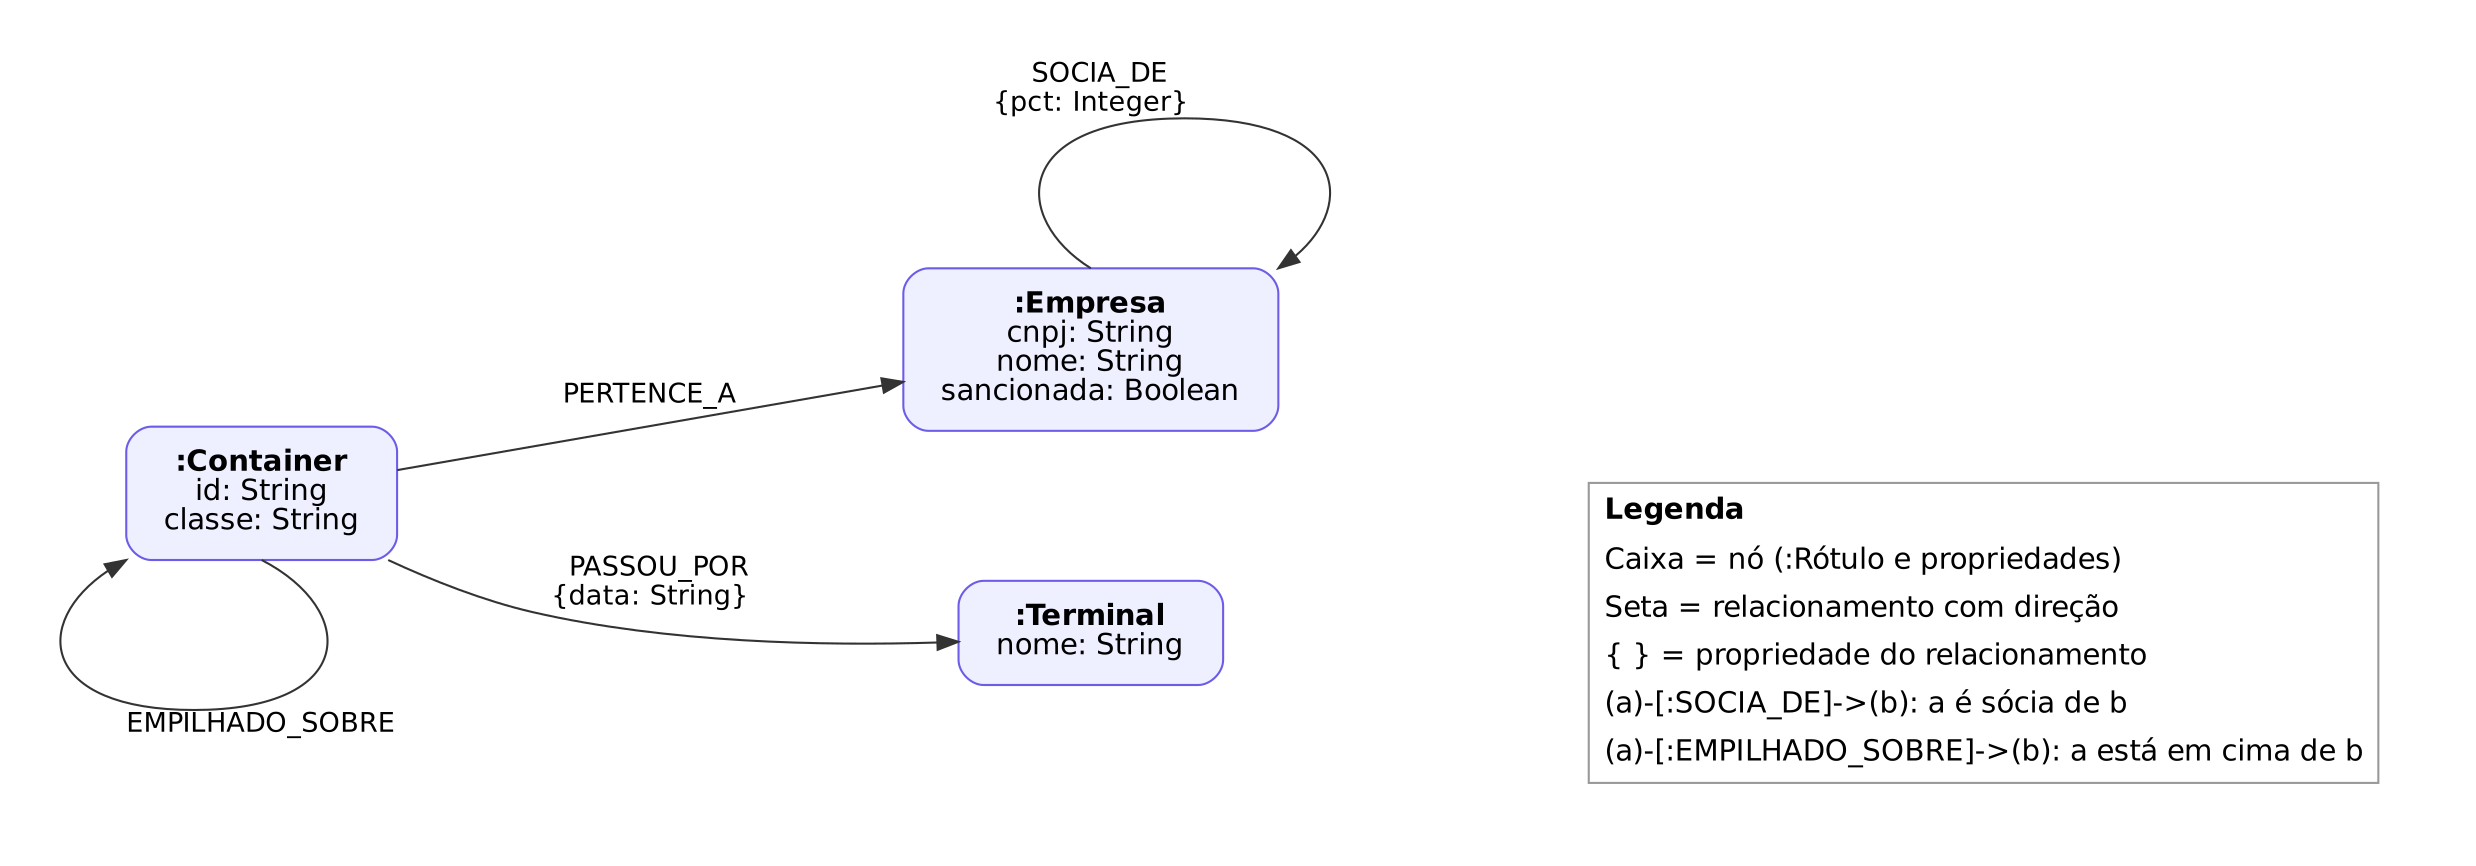 SOCIA_DE
{pct: Integer}
:Empresa
cnpj: String
nome: String
sancionada: Boolean
PERTENCE_A
:Container
id: String
classe: String
PASSOU_POR
{data: String}
:Terminal
nome: String
EMPILHADO_SOBRE
Legenda
Caixa = nó (:Rótulo e propriedades)
Seta = relacionamento com direção
{ } = propriedade do relacionamento
(a)-[:SOCIA_DE]->(b): a é sócia de b
(a)-[:EMPILHADO_SOBRE]->(b): a está em cima de b